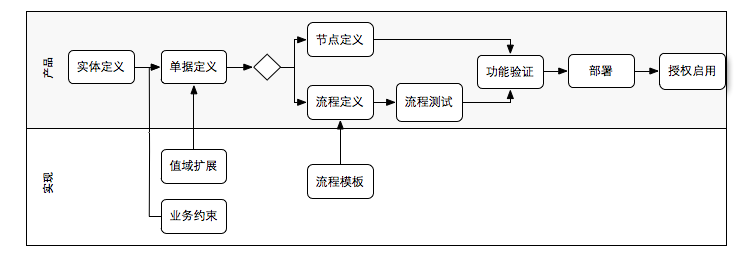 产品
实体定义
单据定义
节点定义
流程定义
流程测试
功能验证
部署
授权启用
实现
值域扩展
业务约束
流程模板